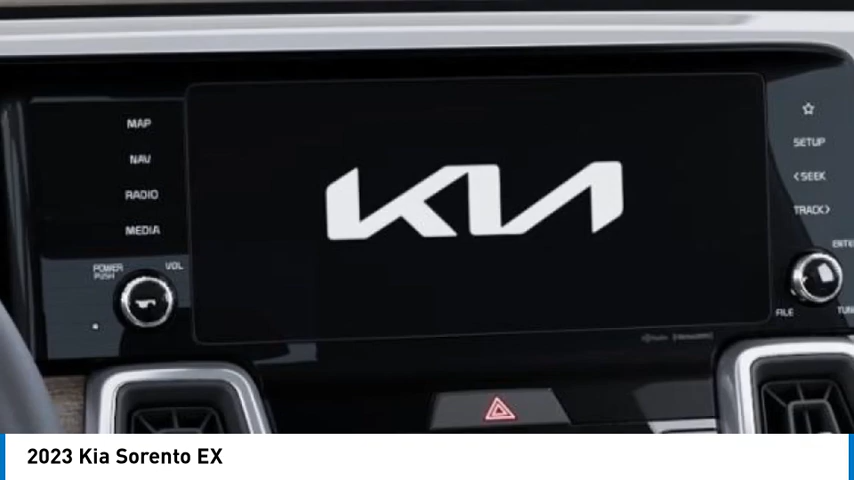 MAP
NAV
RADIO
MEDIA
POWER
PUSH
VOL
KIA
SETUP
<SEEK
TRACK>
FILE
2023 Kia Sorento EX